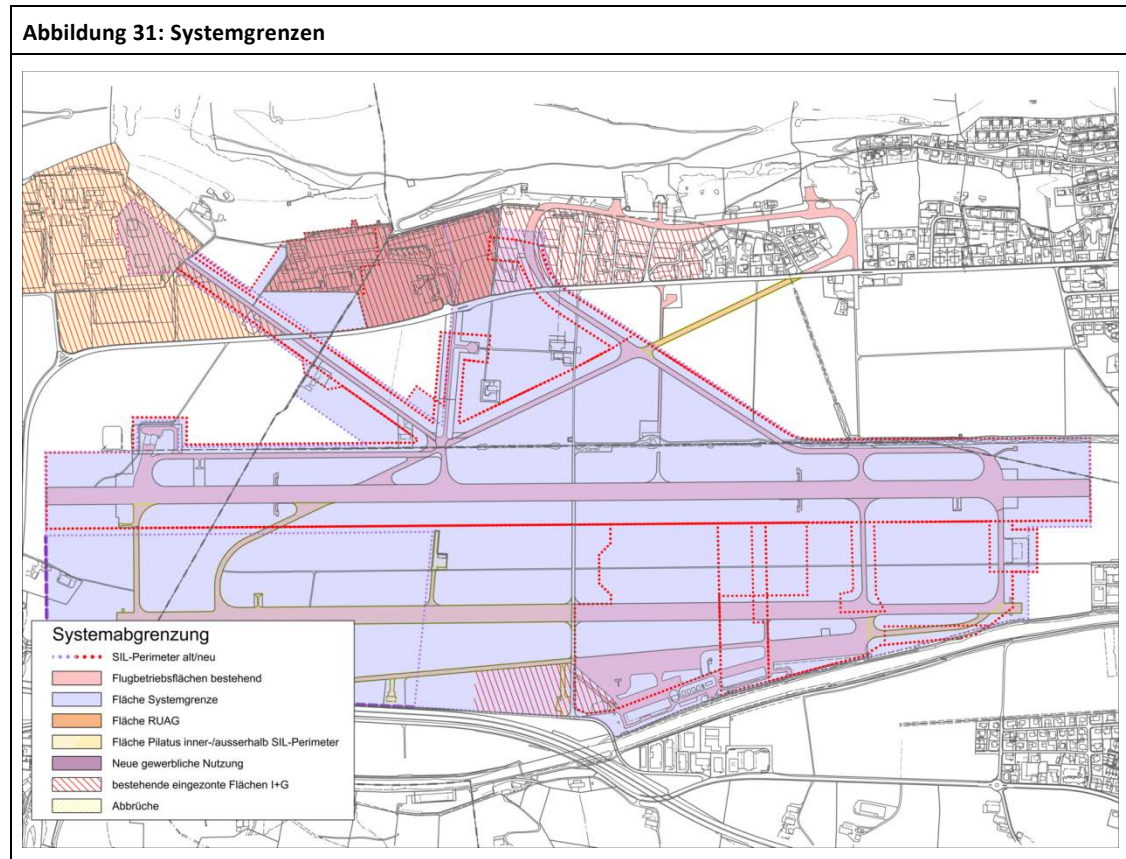 Abbildung 31: Systemgrenzen
Systemabgrenzung
SIL-Perimeter alt/neu
Flugbetriebsflächen bestehend
Fläche Systemgrenze
Fläche RUAG
Fläche Pilatus inner-/ausserhalb SIL-Perimeter
Neue gewerbliche Nutzung
bestehende eingezonte Flächen I+G
Abbrüche